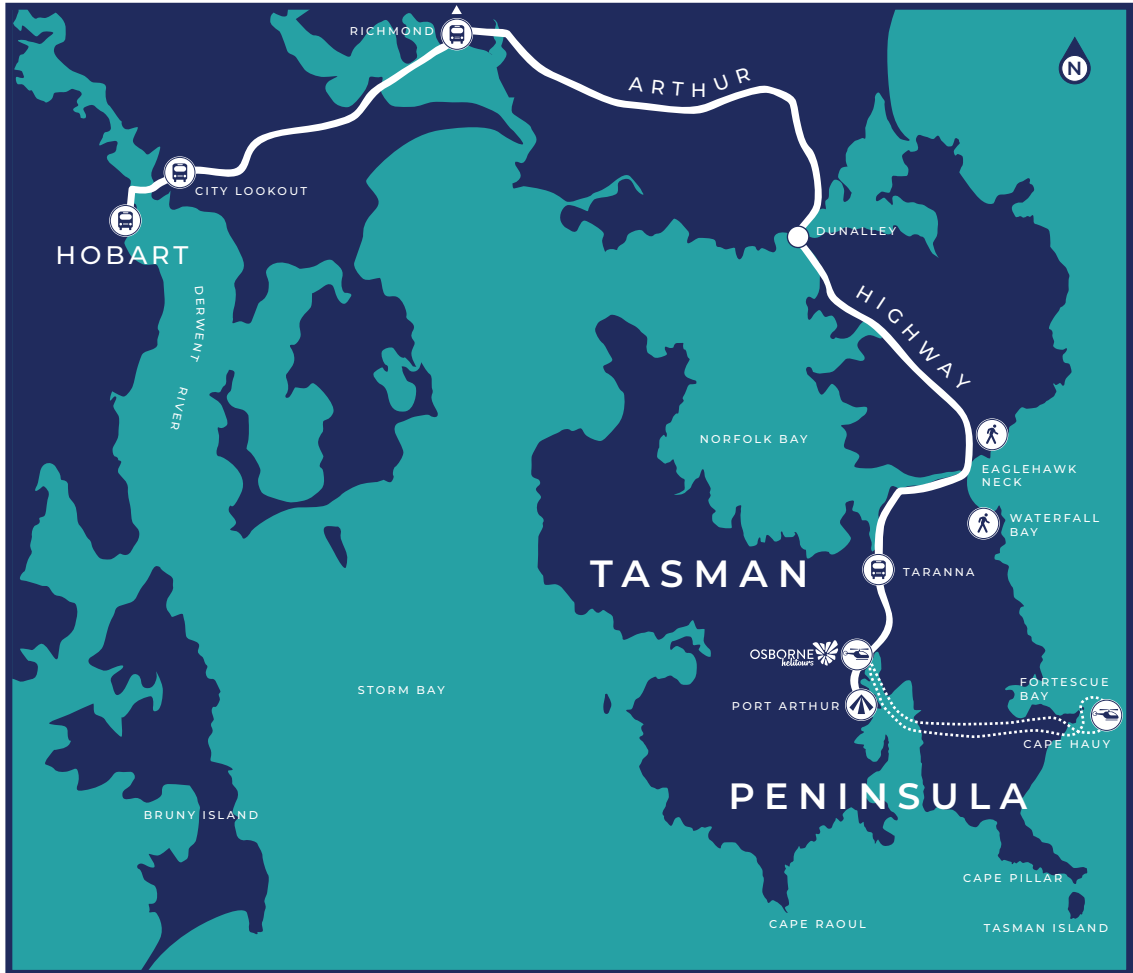 RICHMOND
ARTHUR
N
CITY LOOKOUT
DUNALLEY
HOBART
DERWENT
RIVER
HIGHWAY
NORFOLK BAY
EAGLEHAWK
NECK
WATERFALL
BAY
TASMAN
TARANNA
OSBORNE
helitours
STORM BAY
FORTESCUE
BAY
PORT ARTHUR
CAPE HAUY
PENINSULA
BRUNY ISLAND
CAPE PILLAR
CAPE RAOUL
TASMAN ISLAND